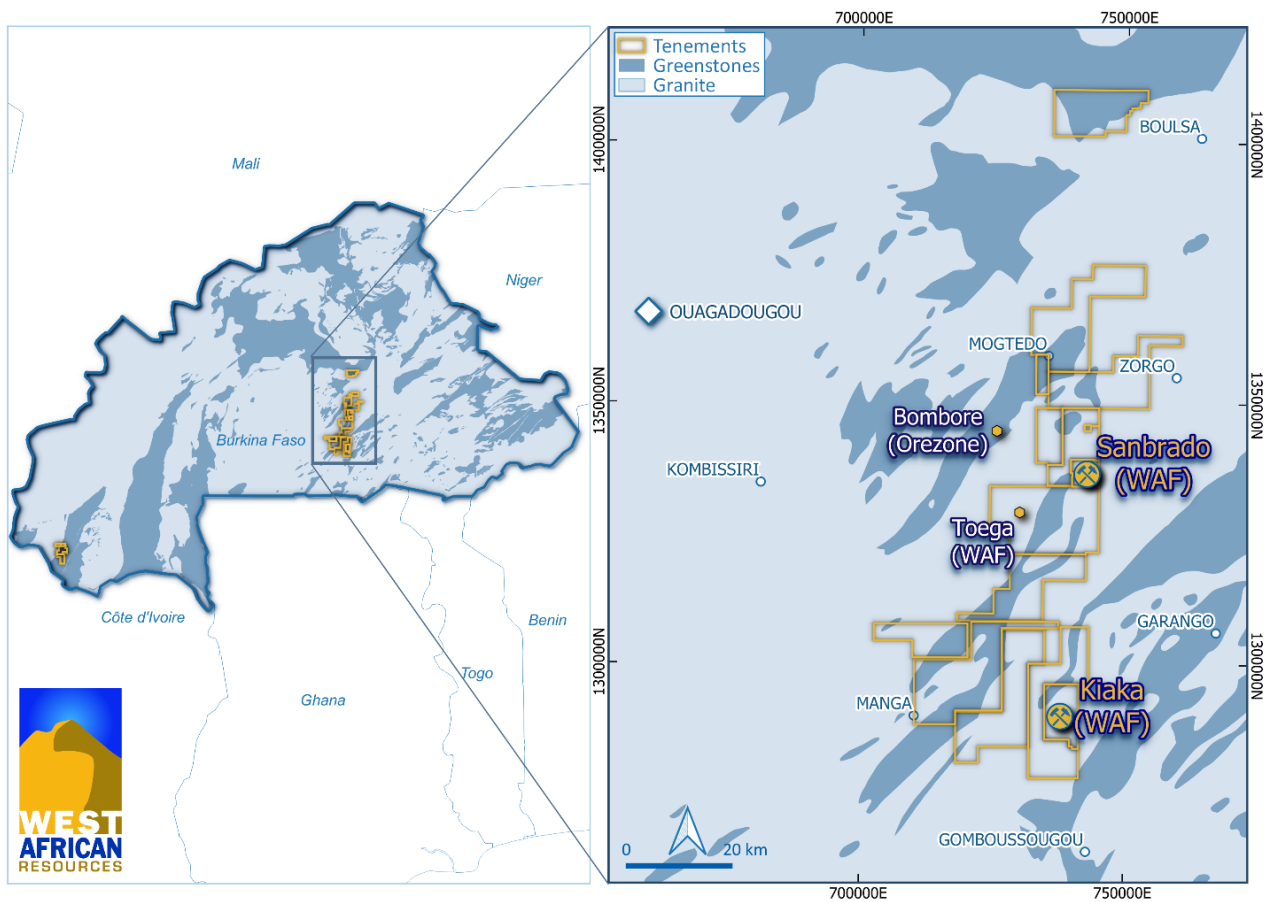 Mali
Niger
Burkina Faso
Côte d'Ivoire
Ghana
Togo
Benin
WEST
AFRICAN
RESOURCES
700000E
750000E
Tenements
Greenstones
Granite
1400000N
1400000N
BOULSA
OUAGADOUGOU
MOGTEDO
ZORGO
1350000N
1350000N
Bombore
(Orezone)
Sanbrado
(WAF)
KOMBISSIRI
Toega
(WAF)
GARANGO
1300000N
1300000N
MANGA
Kiaka
(WAF)
GOMBOUSSOUGOU
0 20 km
700000E
750000E